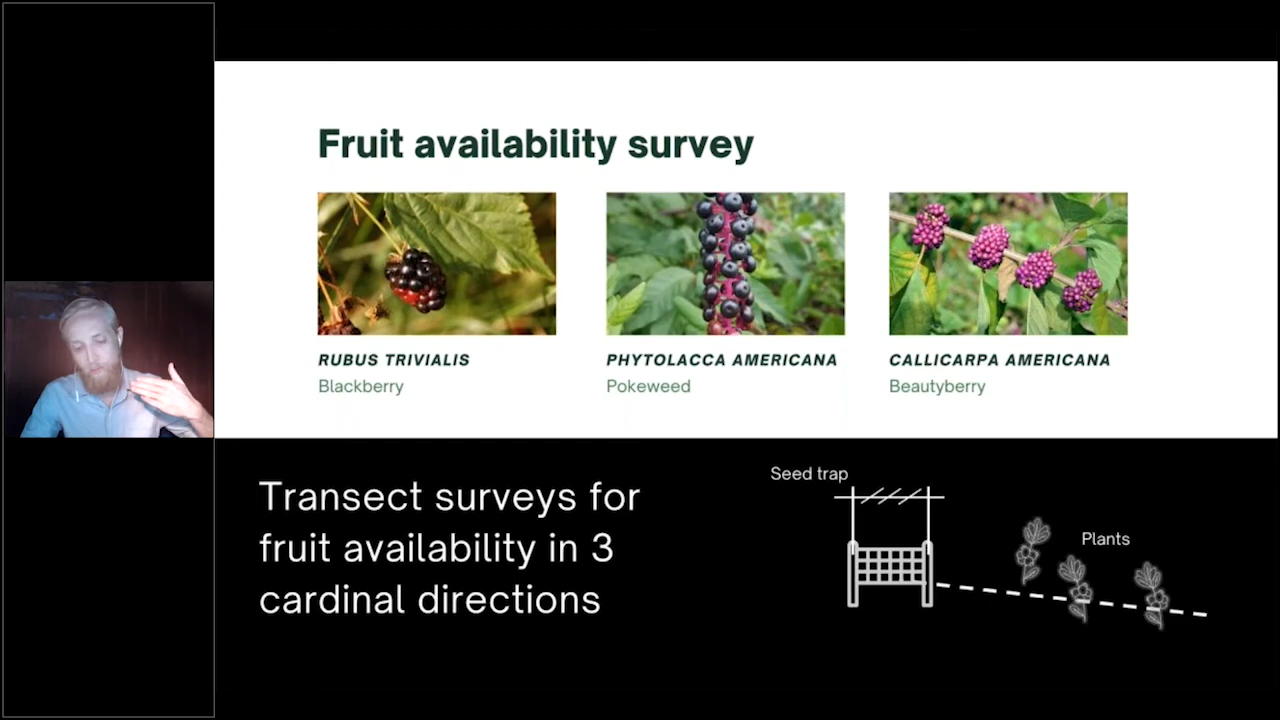 Fruit availability survey
RUBUS TRIVIALIS
Blackberry
PHYTOLACCA AMERICANA
Pokeweed
CALLICARPA AMERICANA
Beautyberry
Transect surveys for
fruit availability in 3
cardinal directions
Seed trap
Plants